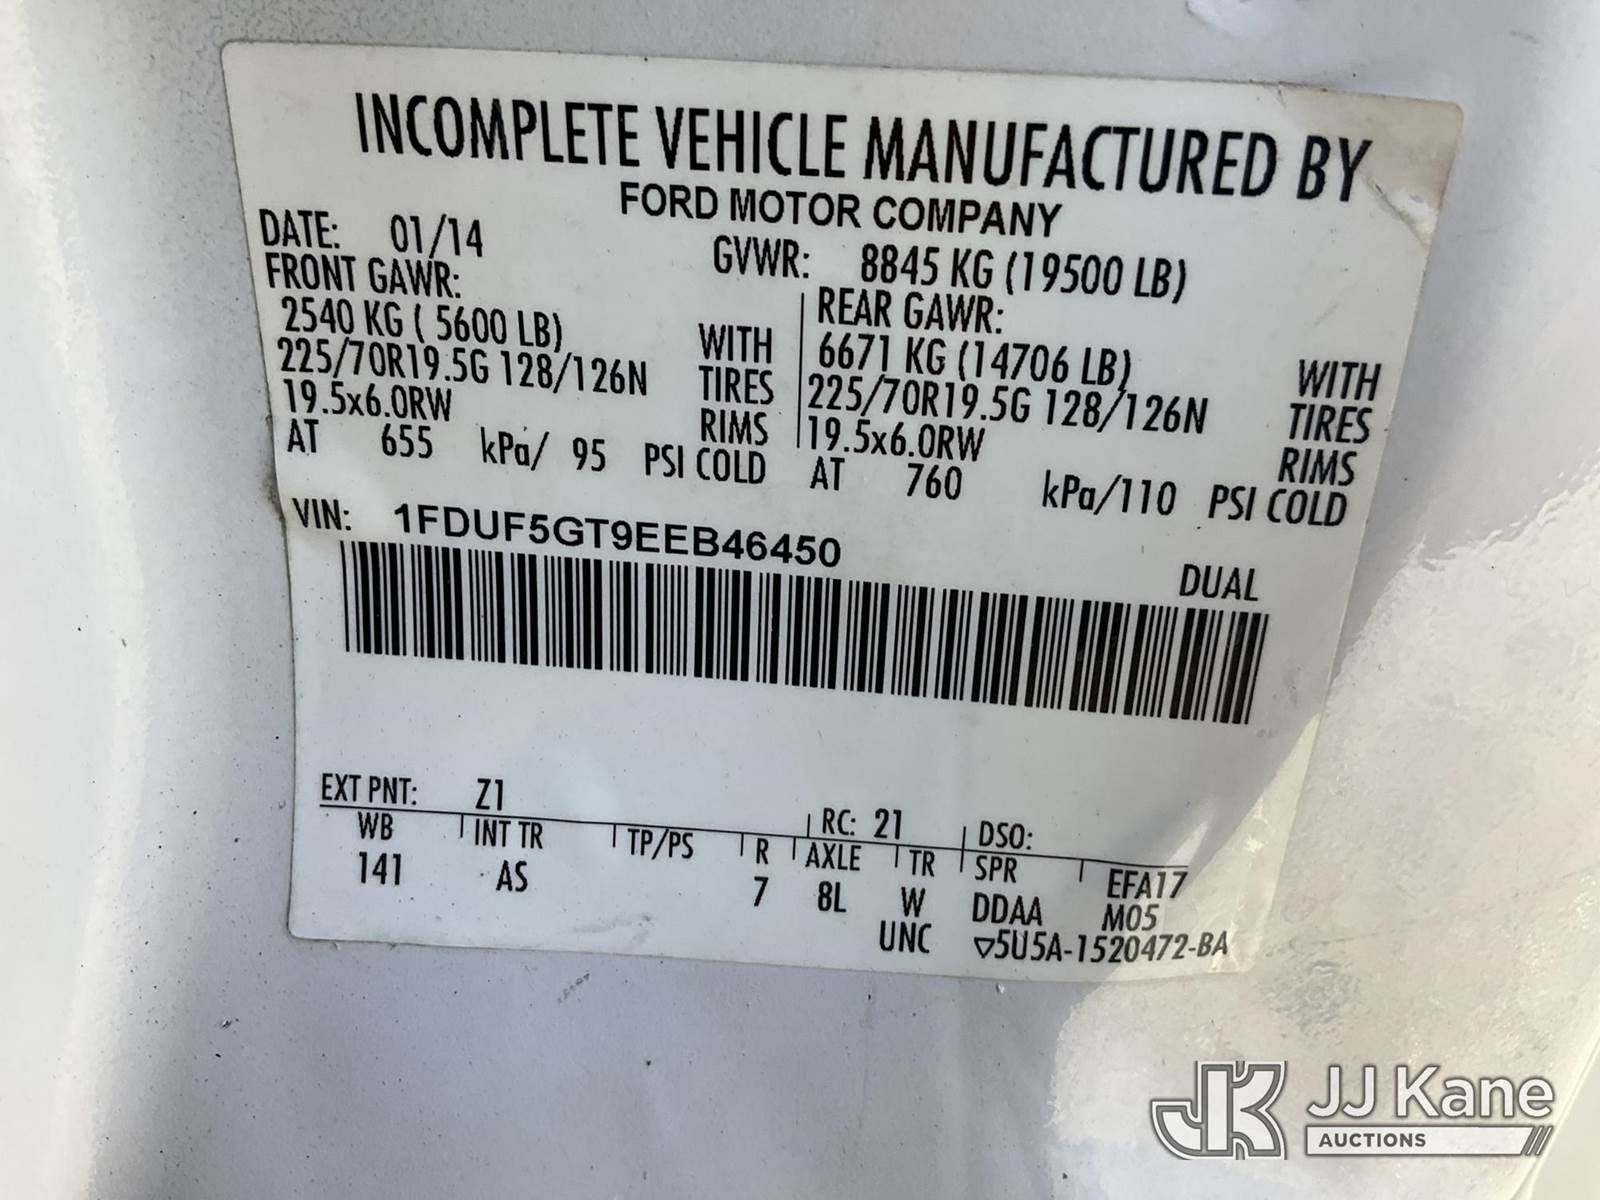 INCOMPLETE VEHICLE MANUFACTURED BY
FORD MOTOR COMPANY
DATE: 01/14 GVWR: 8845 KG (19500 LB)
FRONT GAWR: REAR GAWR:
2540 KG ( 5600 LB) WITH 6671 KG (14706 LB) WITH
225/70R19.5G 128/126N TIRES 225/70R19.5G 128/126N TIRES
19.5x6.0RW RIMS 19.5x6.0RW RIMS
AT 655 kPa/ 95 PSI COLD AT 760 kPa/110 PSI COLD
VIN: 1FDUF5GT9EEB46450
DUAL
EXT PNT: Z1 RC: 21 DSO:
WB INT TR TP/PS R AXLE TR SPR EFA17
141 AS 7 8L W DDAA M05
UNC ▽5U5A-1520472-BA
JK JJ Kane
AUCTIONS